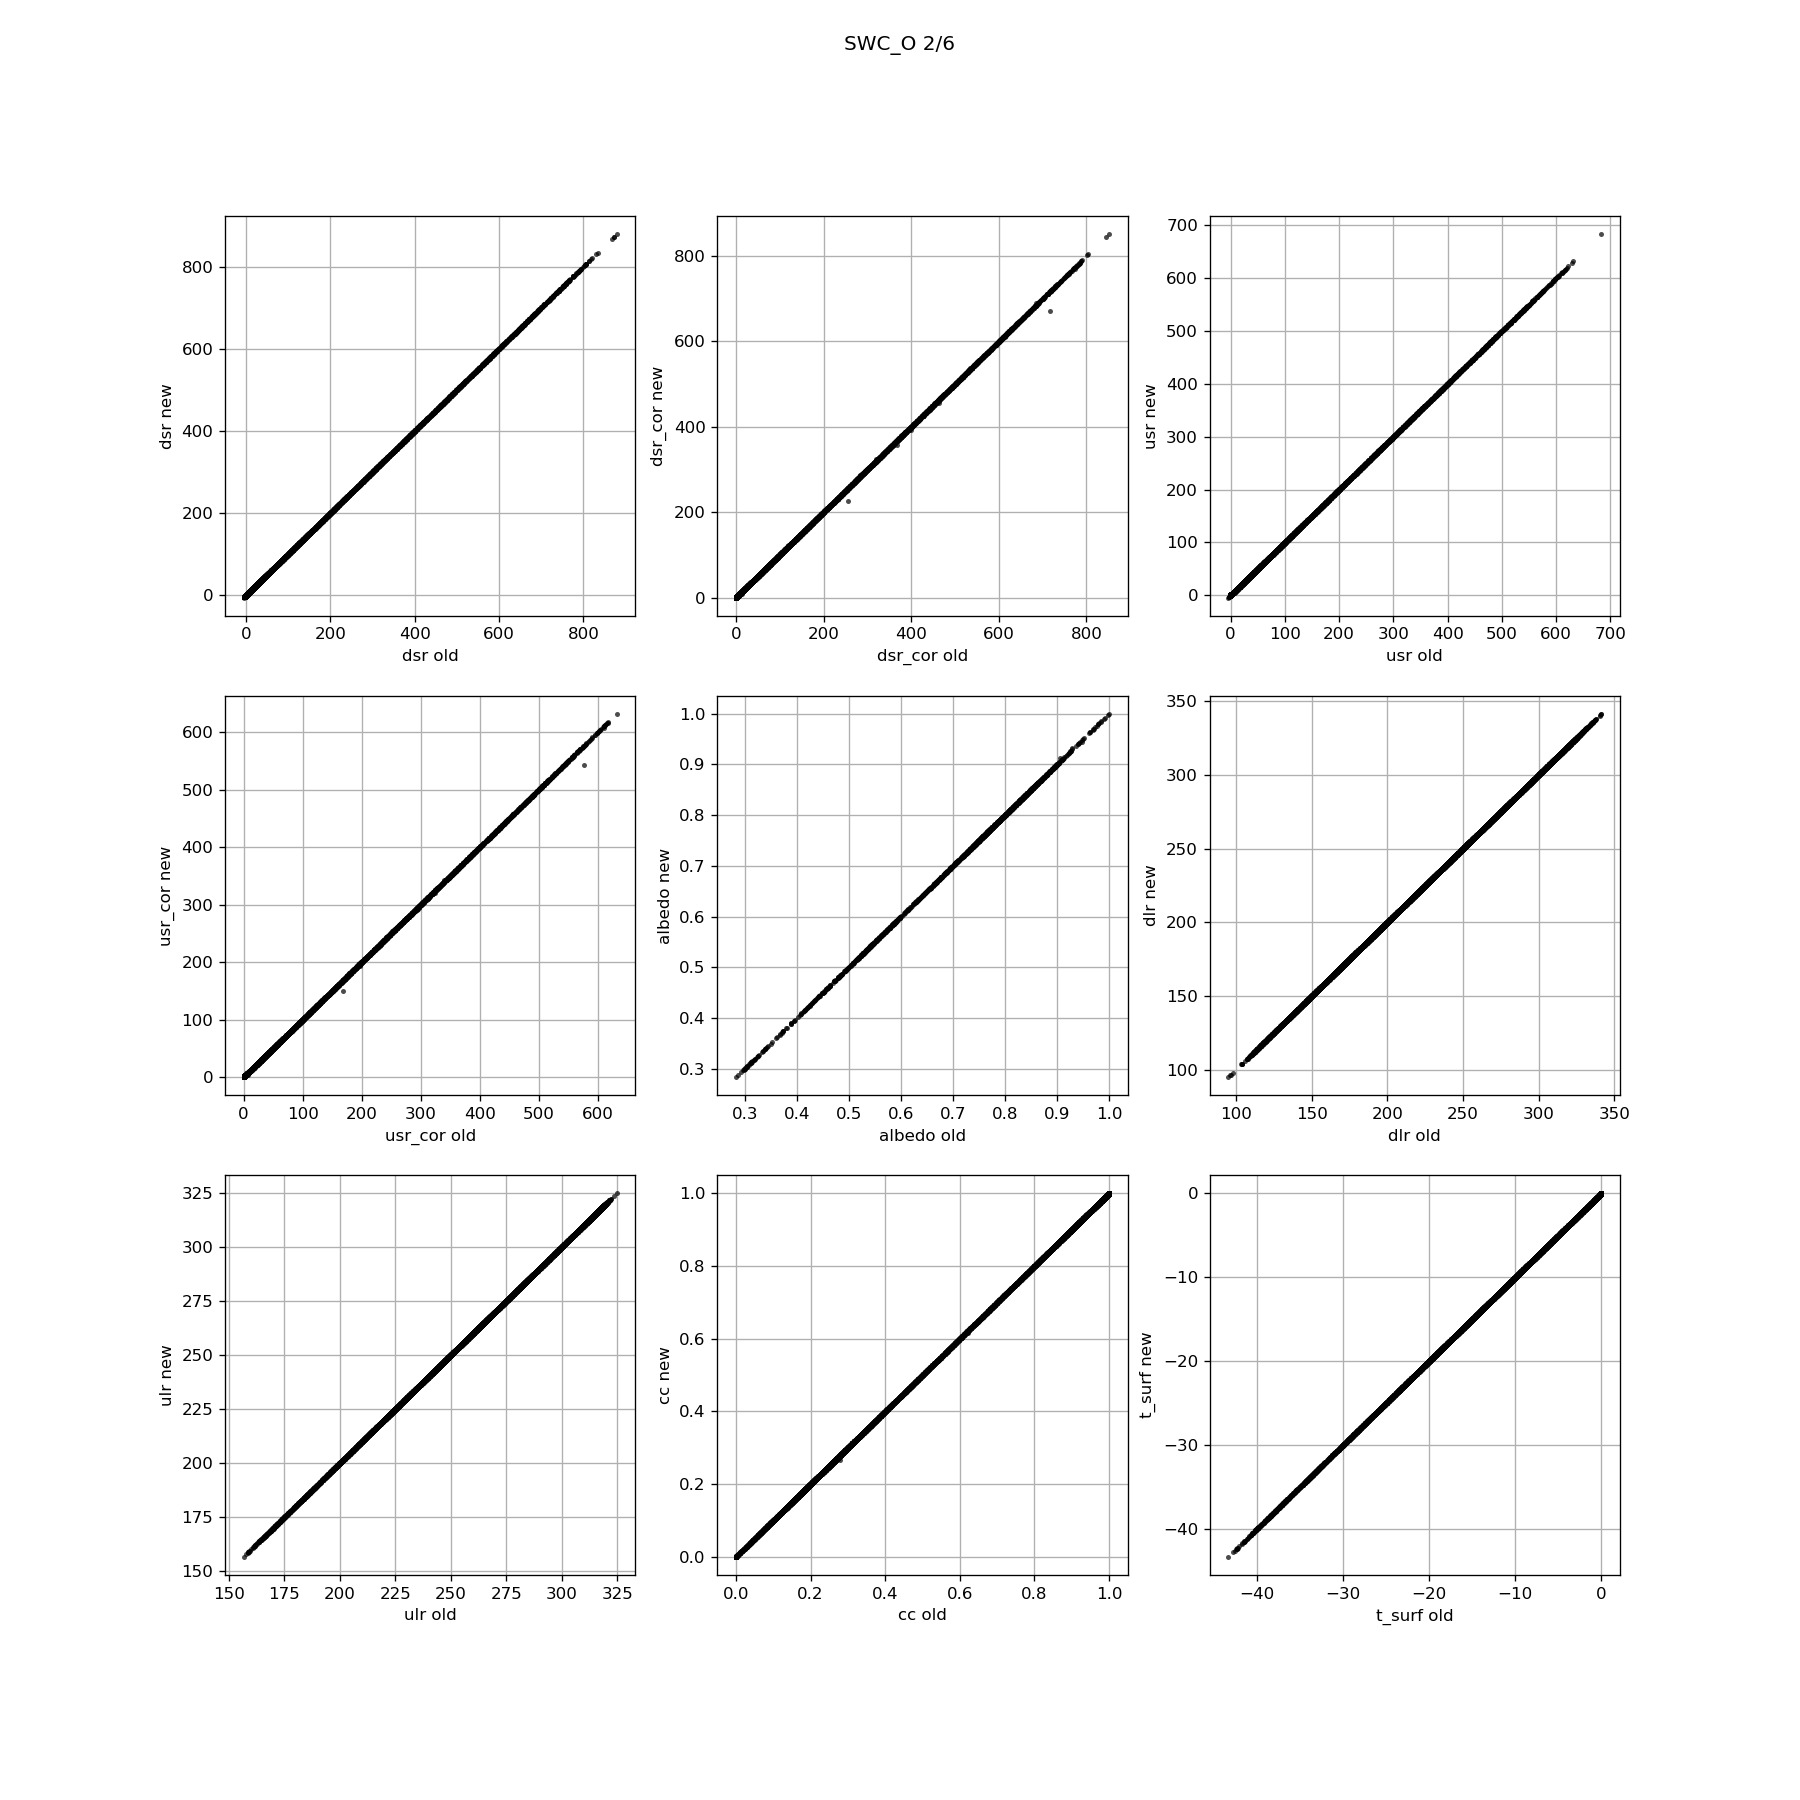 SWC_O 2/6
dsr new
800
600
400
200
0
0 200 400 600 800
dsr old
dsr_cor new
800
600
400
200
0
0 200 400 600 800
dsr_cor old
usr new
700
600
500
400
300
200
100
0
0 100 200 300 400 500 600 700
usr old
usr_cor new
600
500
400
300
200
100
0
0 100 200 300 400 500 600
usr_cor old
albedo new
1.0
0.9
0.8
0.7
0.6
0.5
0.4
0.3
0.3 0.4 0.5 0.6 0.7 0.8 0.9 1.0
albedo old
dlr new
350
300
250
200
150
100
100 150 200 250 300 350
dlr old
ulr new
325
300
275
250
225
200
175
150
150 175 200 225 250 275 300 325
ulr old
cc new
1.0
0.8
0.6
0.4
0.2
0.0
0.0 0.2 0.4 0.6 0.8 1.0
cc old
t_surf new
0
−10
−20
−30
−40
−40 −30 −20 −10 0
t_surf old